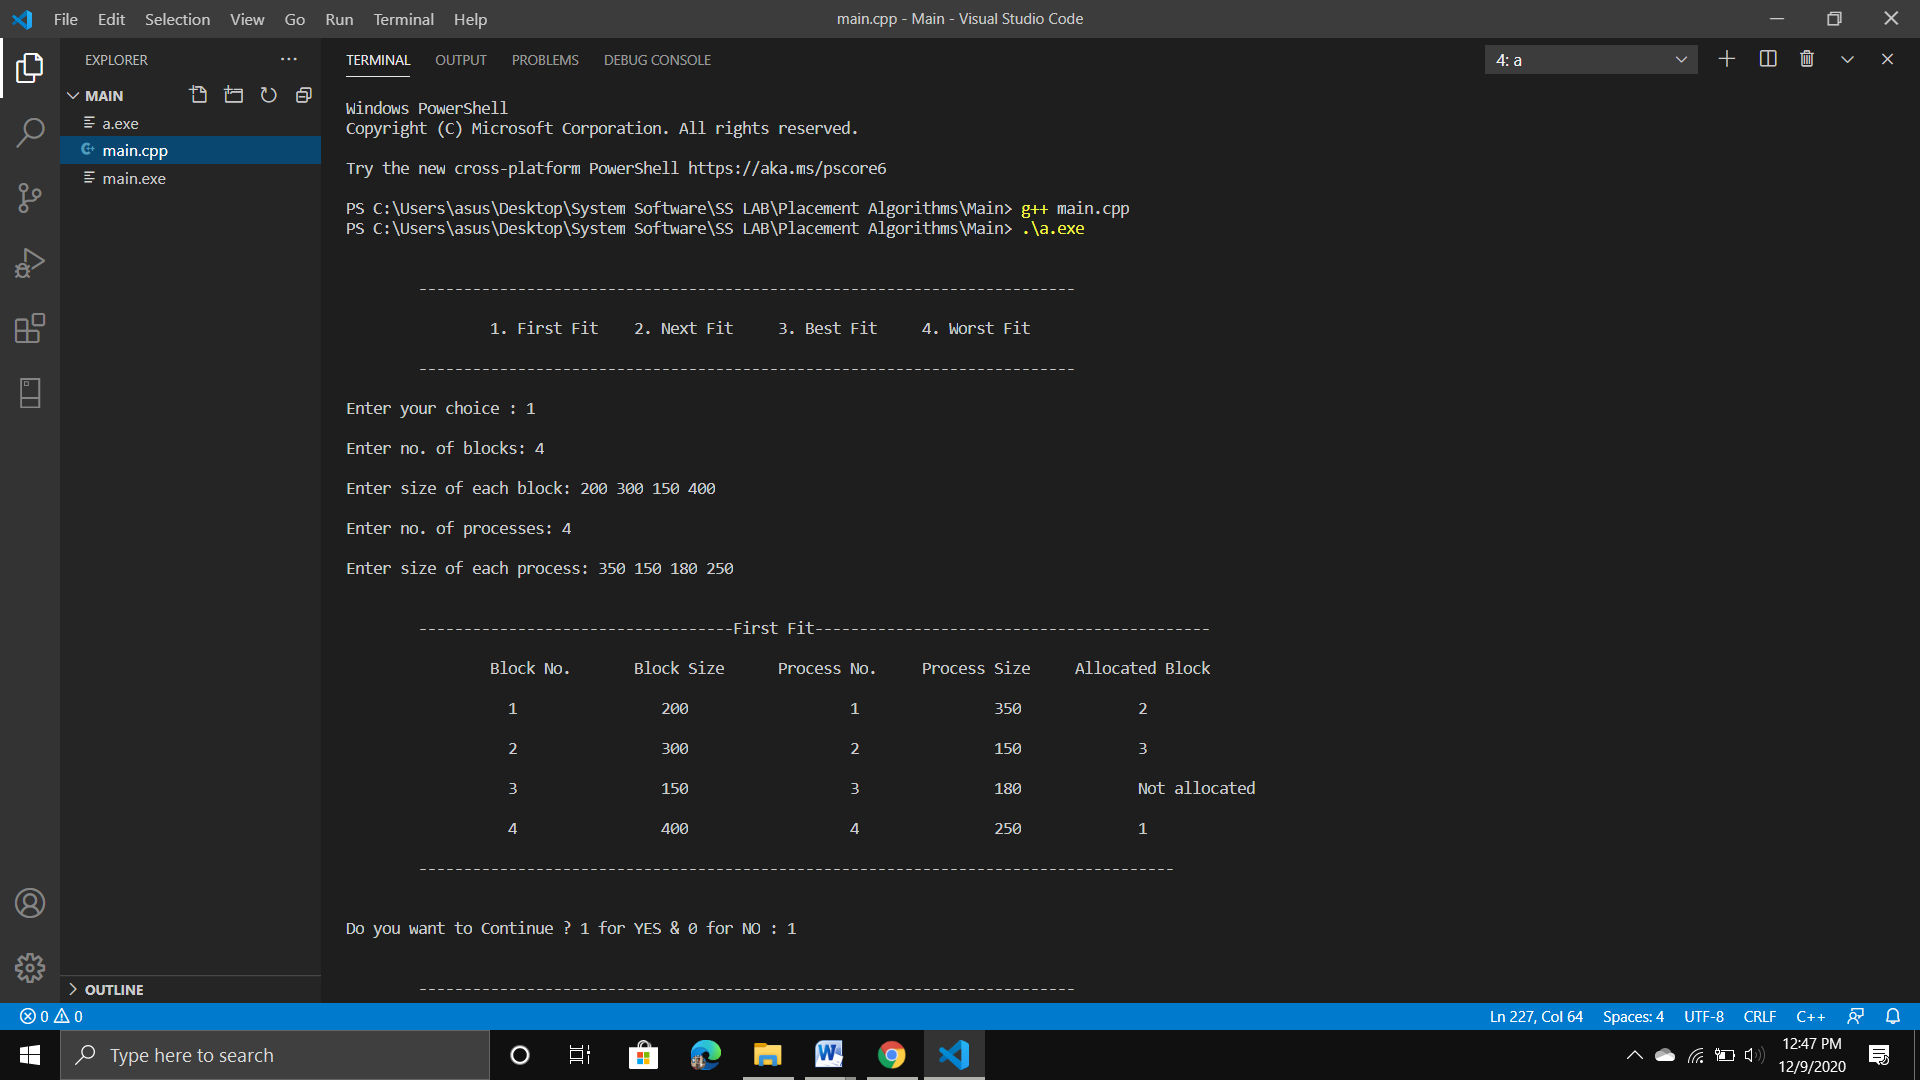 File Edit Selection View Go Run Terminal Help
main.cpp - Main - Visual Studio Code
EXPLORER
MAIN
a.exe
main.cpp
main.exe
OUTLINE
TERMINAL OUTPUT PROBLEMS DEBUG CONSOLE
4: a
Windows PowerShell
Copyright (C) Microsoft Corporation. All rights reserved.
Try the new cross-platform PowerShell https://aka.ms/pscore6
PS C:\Users\asus\Desktop\System Software\SS LAB\Placement Algorithms\Main> g++ main.cpp
PS C:\Users\asus\Desktop\System Software\SS LAB\Placement Algorithms\Main> .\a.exe
-------------------------------------------------------------------------
1. First Fit 2. Next Fit 3. Best Fit 4. Worst Fit
-------------------------------------------------------------------------
Enter your choice : 1
Enter no. of blocks: 4
Enter size of each block: 200 300 150 400
Enter no. of processes: 4
Enter size of each process: 350 150 180 250
-----------------------------------First Fit--------------------------------------------
Block No. Block Size Process No. Process Size Allocated Block
1 200 1 350 2
2 300 2 150 3
3 150 3 180 Not allocated
4 400 4 250 1
------------------------------------------------------------------------------------
Do you want to Continue ? 1 for YES & 0 for NO : 1
-------------------------------------------------------------------------
0 0
Ln 227, Col 64 Spaces: 4 UTF-8 CRLF C++
Type here to search
12:47 PM
12/9/2020